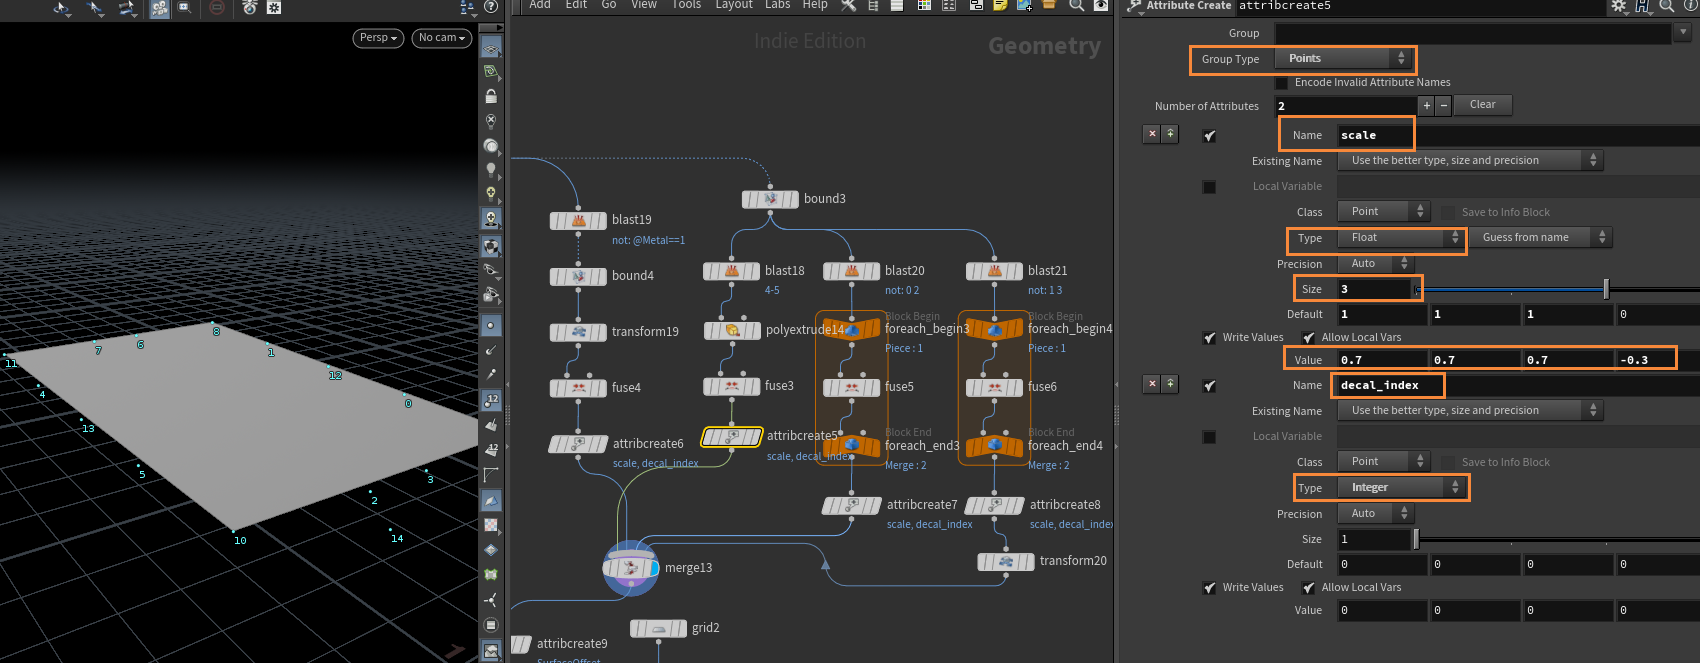 Add Edit Go View Tools Layout Labs Help
Persp
No cam
Indie Edition
Geometry
8
7
6
1
11
12
4
0
13
5
3
2
10
14
12
42
bound3
blast19
not: @Metal==1
bound4
transform19
fuse4
attribcreate6
scale, decal_index
blast18
4-5
polyextrude14
fuse3
attribcreate5
scale, decal_index
blast20
not: 0 2
Block Begin
foreach_begin3
Piece : 1
fuse5
Block End
foreach_end3
Merge : 2
attribcreate7
scale, decal_index
blast21
not: 1 3
Block Begin
foreach_begin4
Piece : 1
fuse6
Block End
foreach_end4
Merge : 2
attribcreate8
scale, decal_index
transform20
merge13
grid2
attribcreate9
SurfaceOffset
Attribute Create attribcreate5
Group
Group Type Points
Encode Invalid Attribute Names
Number of Attributes 2 + − Clear
Name scale
Existing Name Use the better type, size and precision
Local Variable
Class Point Save to Info Block
Type Float Guess from name
Precision Auto
Size 3
Default 1 1 1 0
Write Values Allow Local Vars
Value 0.7 0.7 0.7 -0.3
Name decal_index
Existing Name Use the better type, size and precision
Local Variable
Class Point Save to Info Block
Type Integer
Precision Auto
Size 1
Default 0 0 0 0
Write Values Allow Local Vars
Value 0 0 0 0